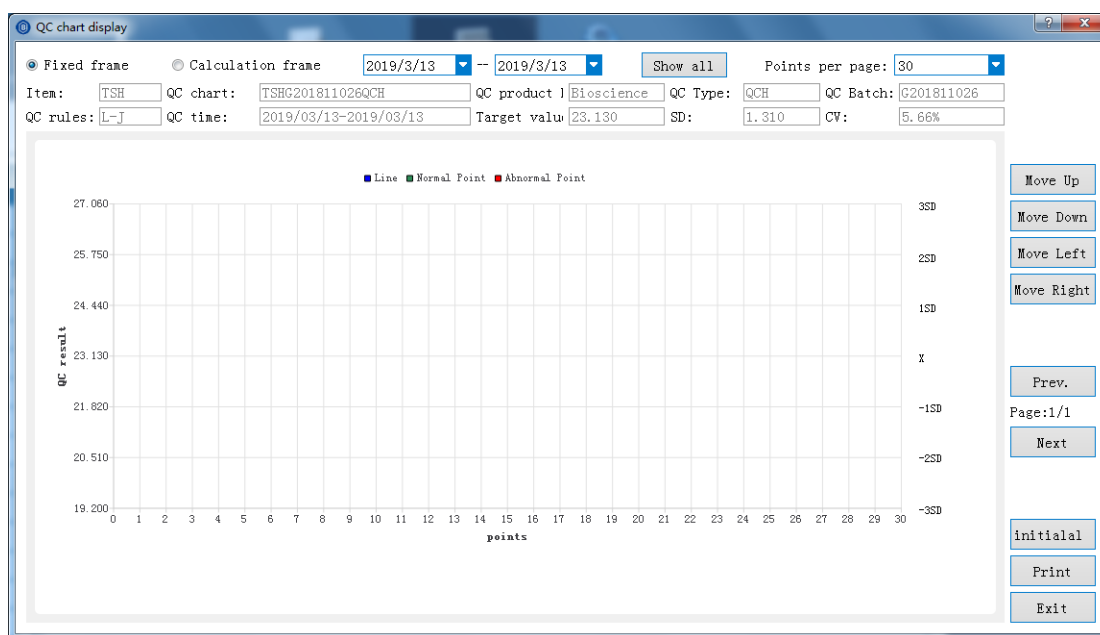 QC chart display
Fixed frame Calculation frame 2019/3/13 -- 2019/3/13 Show all Points per page: 30
Item: TSH QC chart: TSHG201811026QCH QC product Bioscience QC Type: QCH QC Batch: G201811026
QC rules: L-J QC time: 2019/03/13-2019/03/13 Target valu 23.130 SD: 1.310 CV: 5.66%
Line Normal Point Abnormal Point
27.060 3SD
25.750 2SD
24.440 1SD
23.130 X
21.820 -1SD
20.510 -2SD
19.200 -3SD
QC result
0 1 2 3 4 5 6 7 8 9 10 11 12 13 14 15 16 17 18 19 20 21 22 23 24 25 26 27 28 29 30
points
Move Up
Move Down
Move Left
Move Right
Prev.
Page:1/1
Next
initialal
Print
Exit